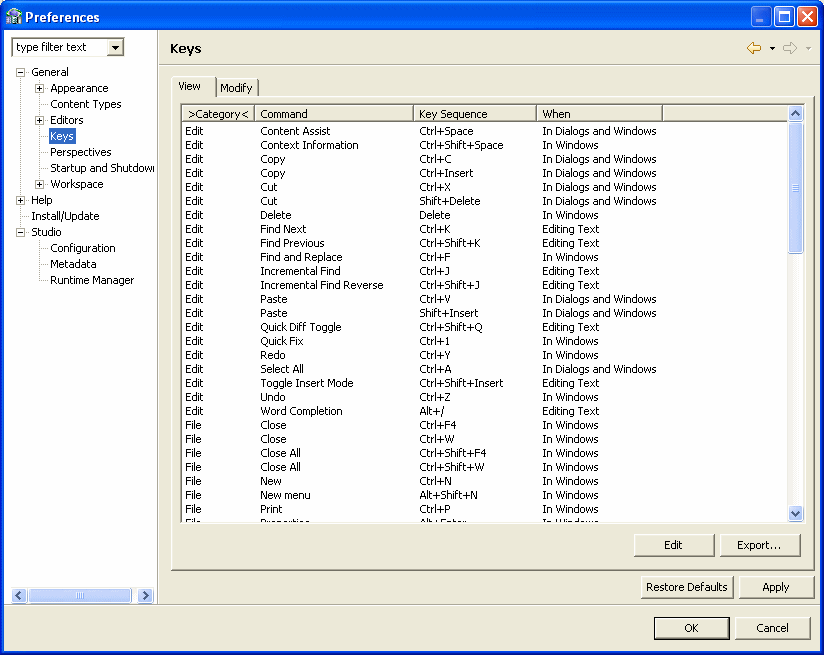 Preferences
type filter text
General
Appearance
Content Types
Editors
Keys
Perspectives
Startup and Shutdown
Workspace
Help
Install/Update
Studio
Configuration
Metadata
Runtime Manager
Keys
View Modify
>Category< Command Key Sequence When
Edit Content Assist Ctrl+Space In Dialogs and Windows
Edit Context Information Ctrl+Shift+Space In Windows
Edit Copy Ctrl+C In Dialogs and Windows
Edit Copy Ctrl+Insert In Dialogs and Windows
Edit Cut Ctrl+X In Dialogs and Windows
Edit Cut Shift+Delete In Dialogs and Windows
Edit Delete Delete In Windows
Edit Find Next Ctrl+K Editing Text
Edit Find Previous Ctrl+Shift+K Editing Text
Edit Find and Replace Ctrl+F In Windows
Edit Incremental Find Ctrl+J Editing Text
Edit Incremental Find Reverse Ctrl+Shift+J Editing Text
Edit Paste Ctrl+V In Dialogs and Windows
Edit Paste Shift+Insert In Dialogs and Windows
Edit Quick Diff Toggle Ctrl+Shift+Q Editing Text
Edit Quick Fix Ctrl+1 In Windows
Edit Redo Ctrl+Y In Windows
Edit Select All Ctrl+A In Dialogs and Windows
Edit Toggle Insert Mode Ctrl+Shift+Insert Editing Text
Edit Undo Ctrl+Z In Windows
Edit Word Completion Alt+/ Editing Text
File Close Ctrl+F4 In Windows
File Close Ctrl+W In Windows
File Close All Ctrl+Shift+F4 In Windows
File Close All Ctrl+Shift+W In Windows
File New Ctrl+N In Windows
File New menu Alt+Shift+N In Windows
File Print Ctrl+P In Windows
File Properties Alt+Enter In Windows
Edit Export...
Restore Defaults Apply
OK Cancel